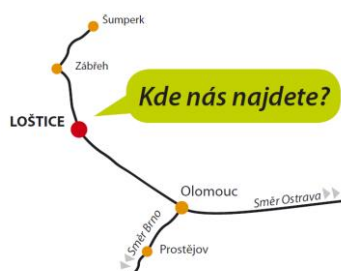 Šumperk
Zábřeh
Kde nás najdete?
LOŠTICE
Olomouc
Směr Ostrava
Směr Brno
Prostějov